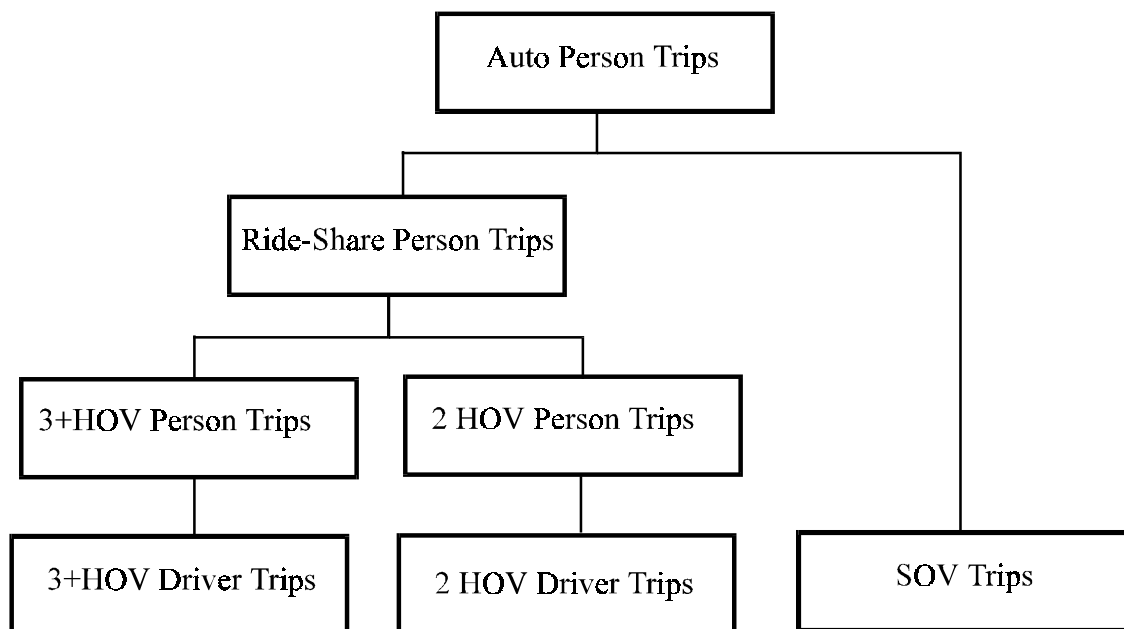 Auto Person Trips
Ride-Share Person Trips
3+HOV Person Trips
2 HOV Person Trips
3+HOV Driver Trips
2 HOV Driver Trips
SOV Trips